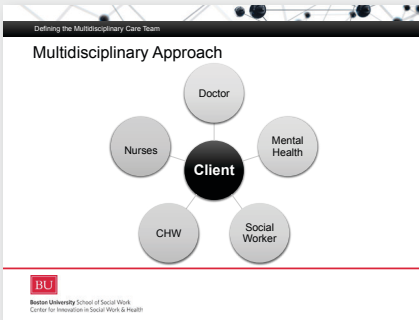 Defining the Multidisciplinary Care Team
Multidisciplinary Approach
Doctor
Nurses
Mental
Health
Client
CHW
Social
Worker
BU
Boston University School of Social Work
Center for Innovation in Social Work & Health